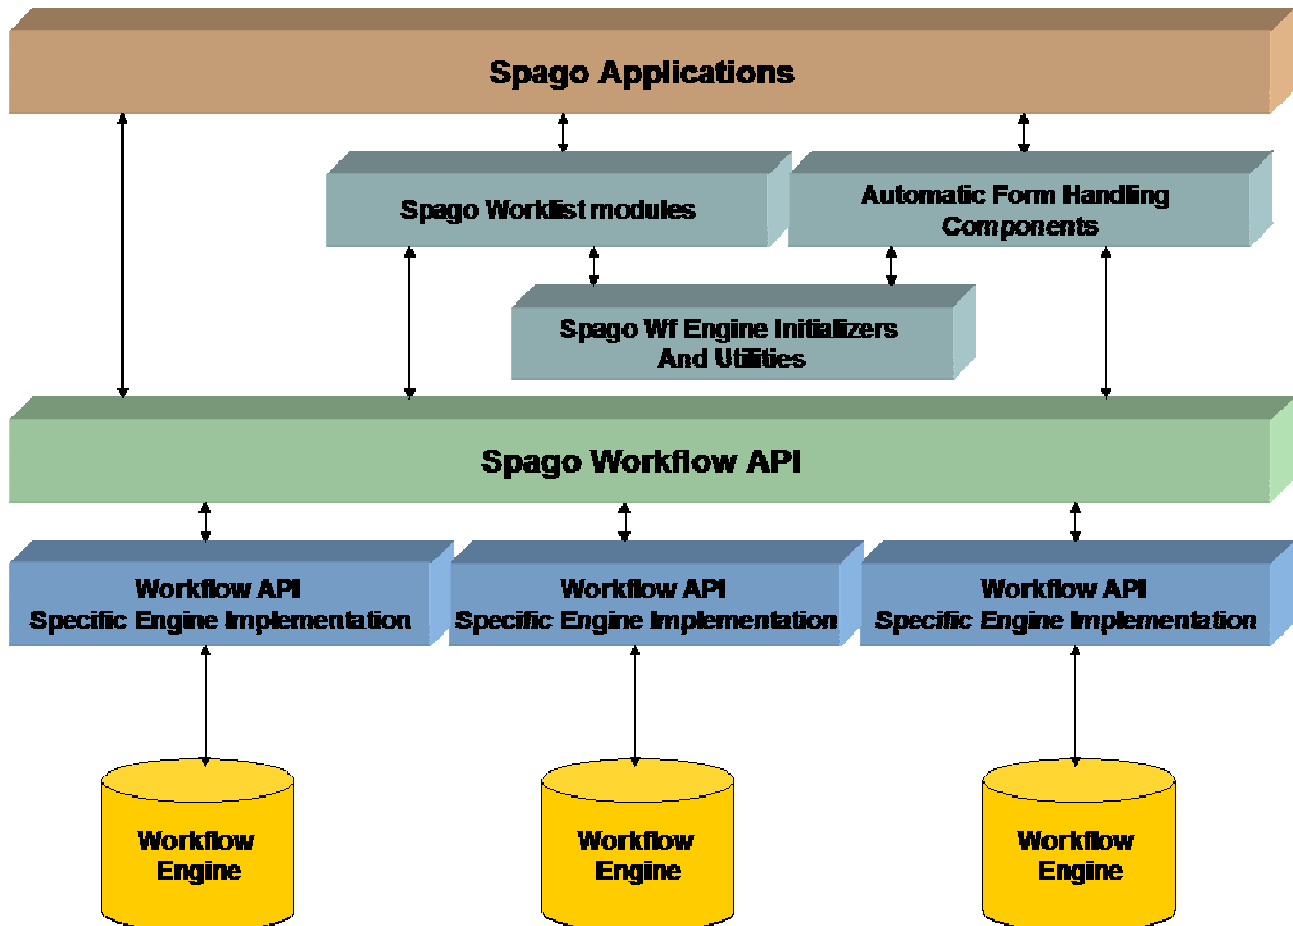 Spago Applications
Spago Worklist modules
Automatic Form Handling
Components
Spago Wf Engine Initializers
And Utilities
Spago Workflow API
Workflow API
Specific Engine Implementation
Workflow API
Specific Engine Implementation
Workflow API
Specific Engine Implementation
Workflow
Engine
Workflow
Engine
Workflow
Engine